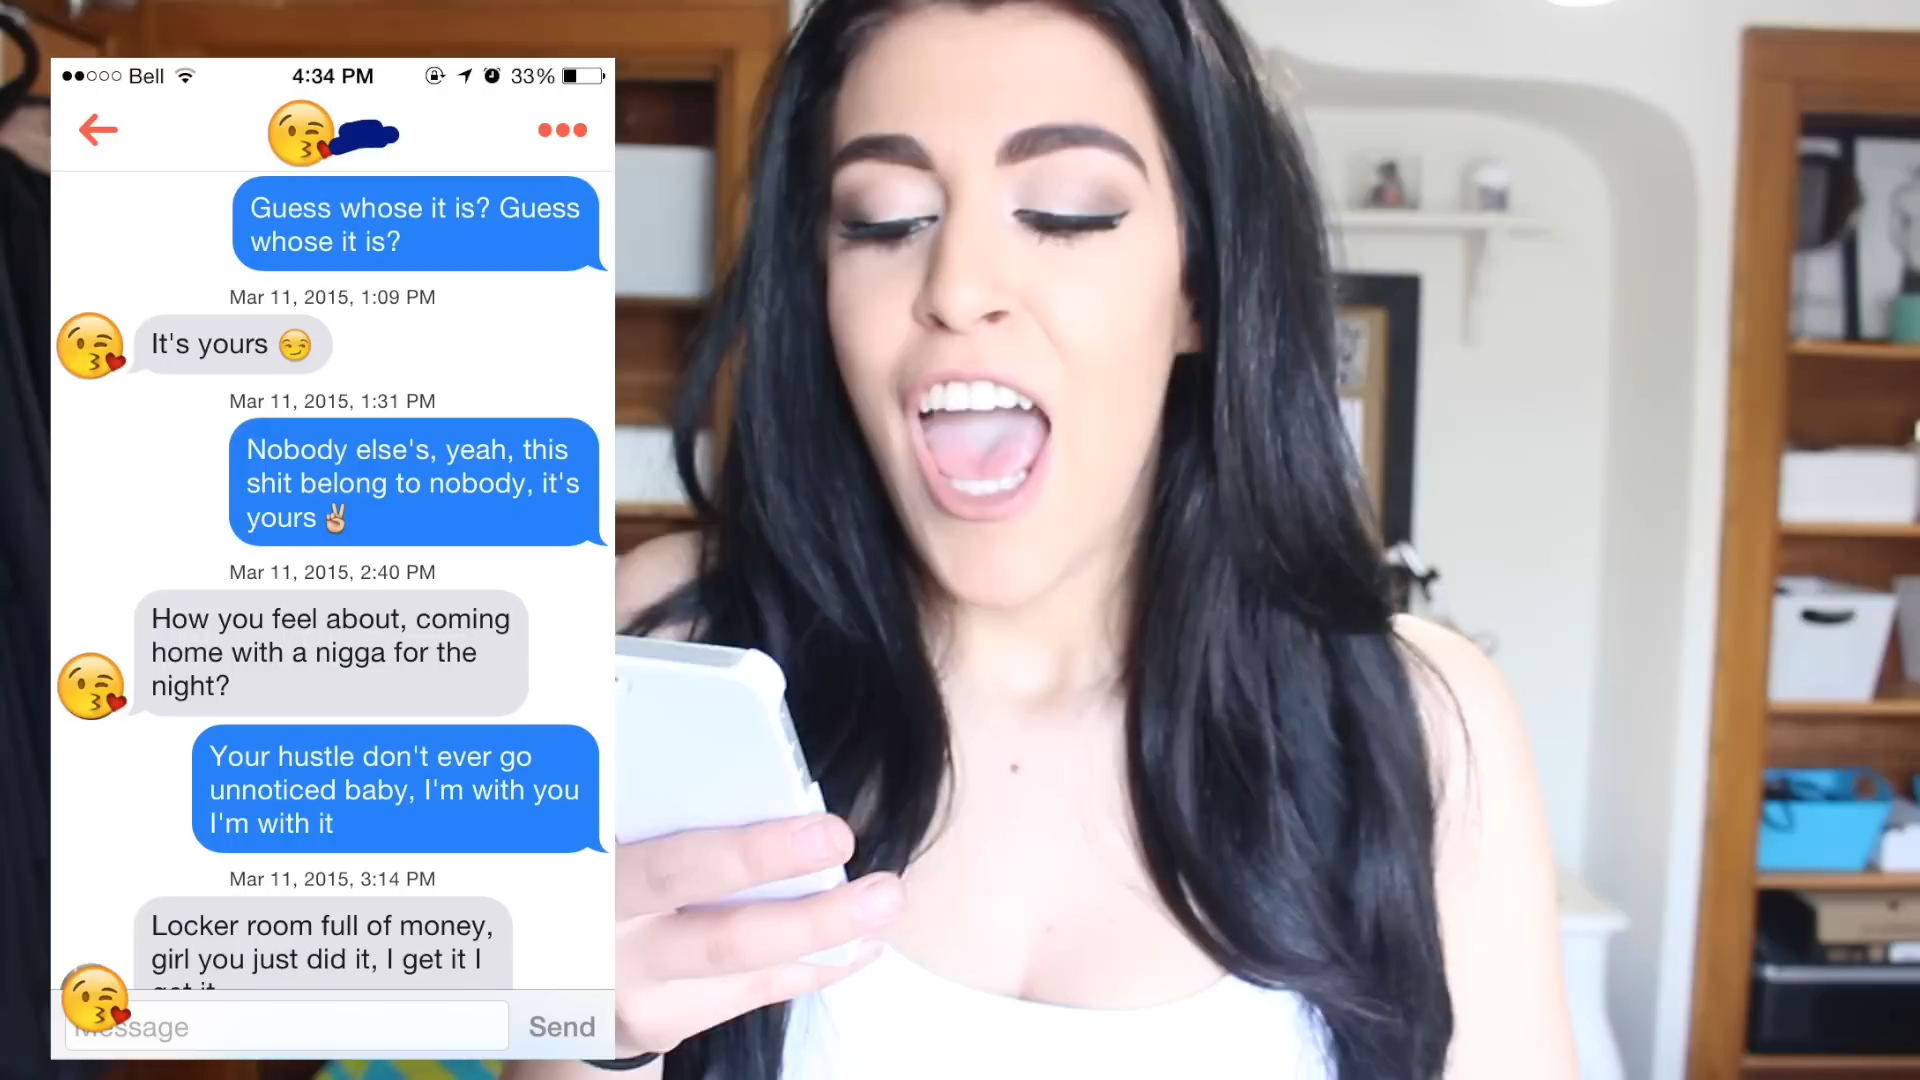 Bell 4:34 PM 33%
Guess whose it is? Guess
whose it is?
Mar 11, 2015, 1:09 PM
It's yours 😏
Mar 11, 2015, 1:31 PM
Nobody else's, yeah, this
shit belong to nobody, it's
yours ✌
Mar 11, 2015, 2:40 PM
How you feel about, coming
home with a nigga for the
night?
Your hustle don't ever go
unnoticed baby, I'm with you
I'm with it
Mar 11, 2015, 3:14 PM
Locker room full of money,
girl you just did it, I get it I
get it
Message Send